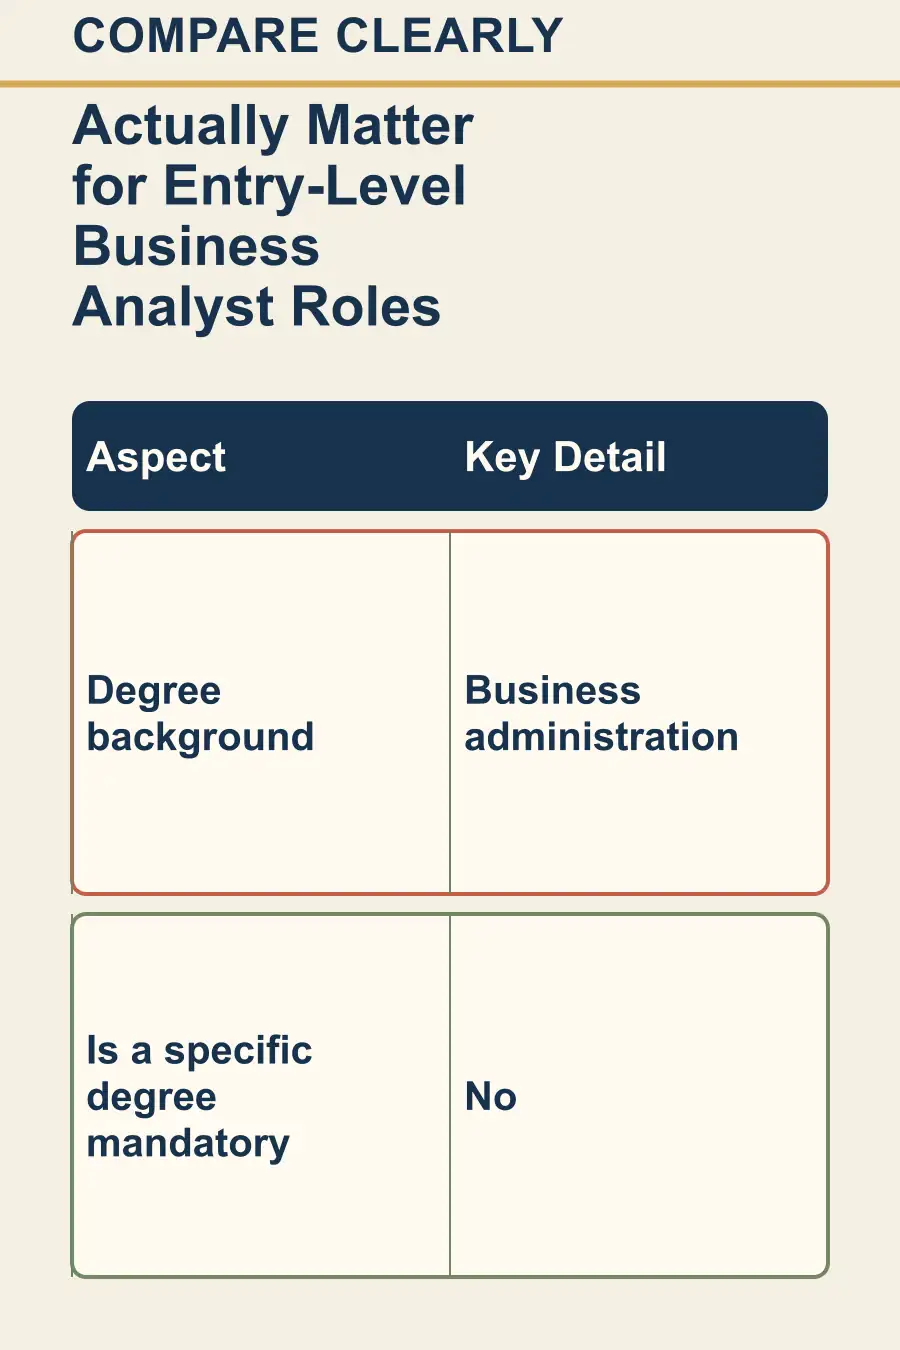 COMPARE CLEARLY
Actually Matter
for Entry-Level
Business
Analyst Roles
Aspect
Key Detail
Degree
background
Business
administration
Is a specific
degree
mandatory
No